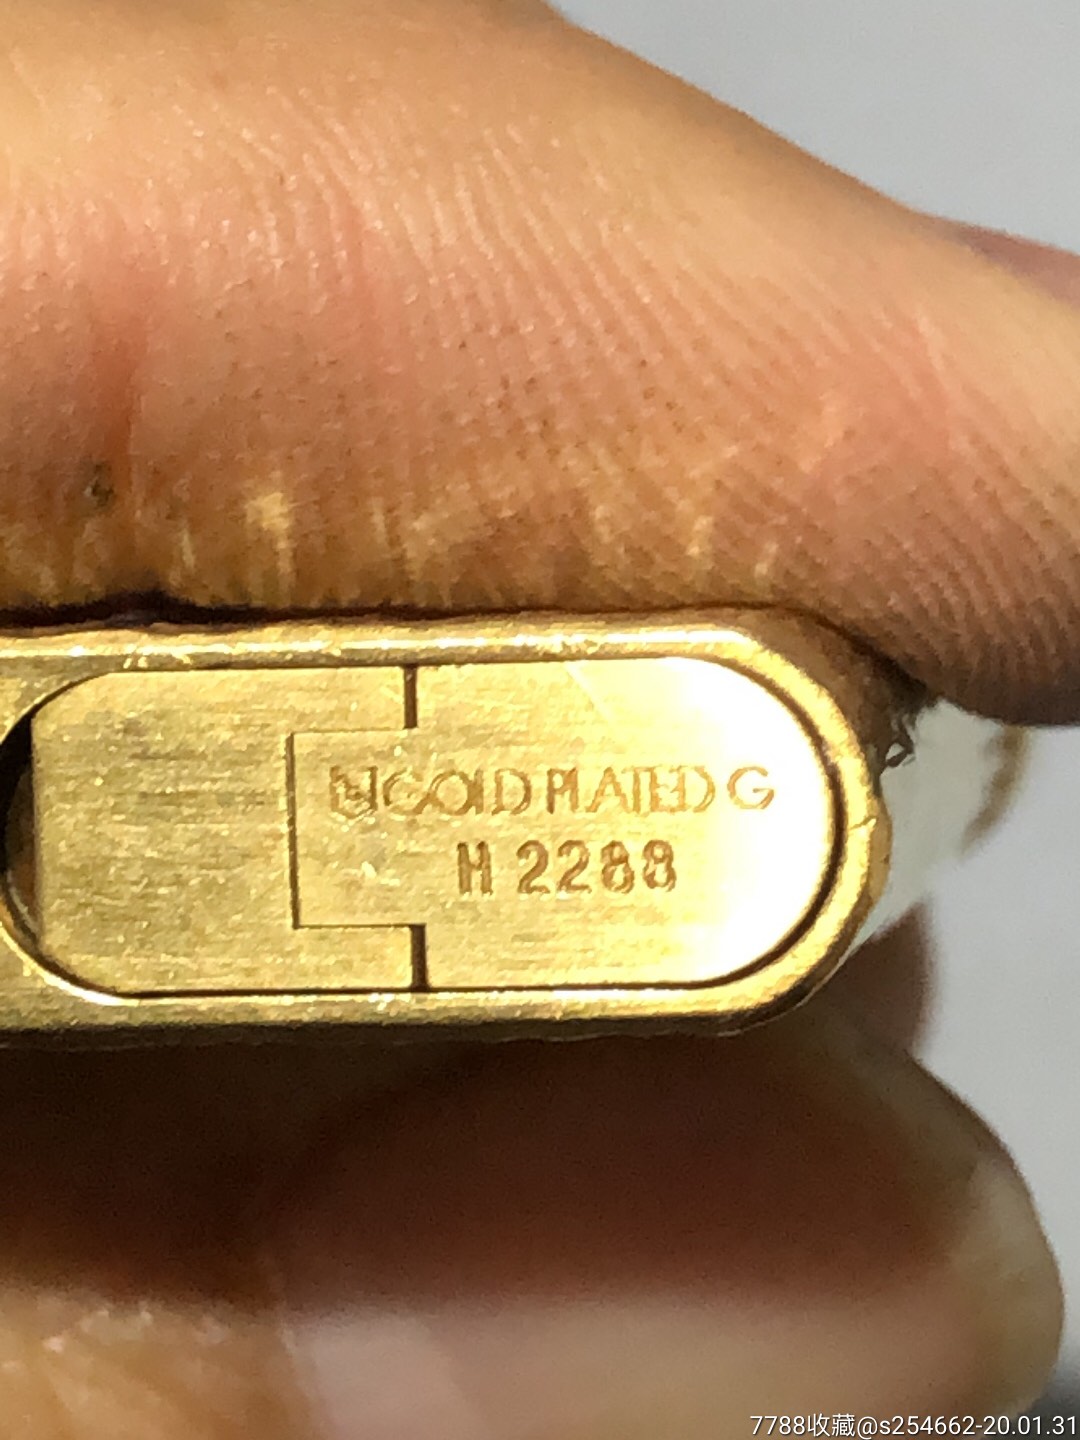 GOLD PLATED G
H 2288
7788收藏@s254662-20.01.31